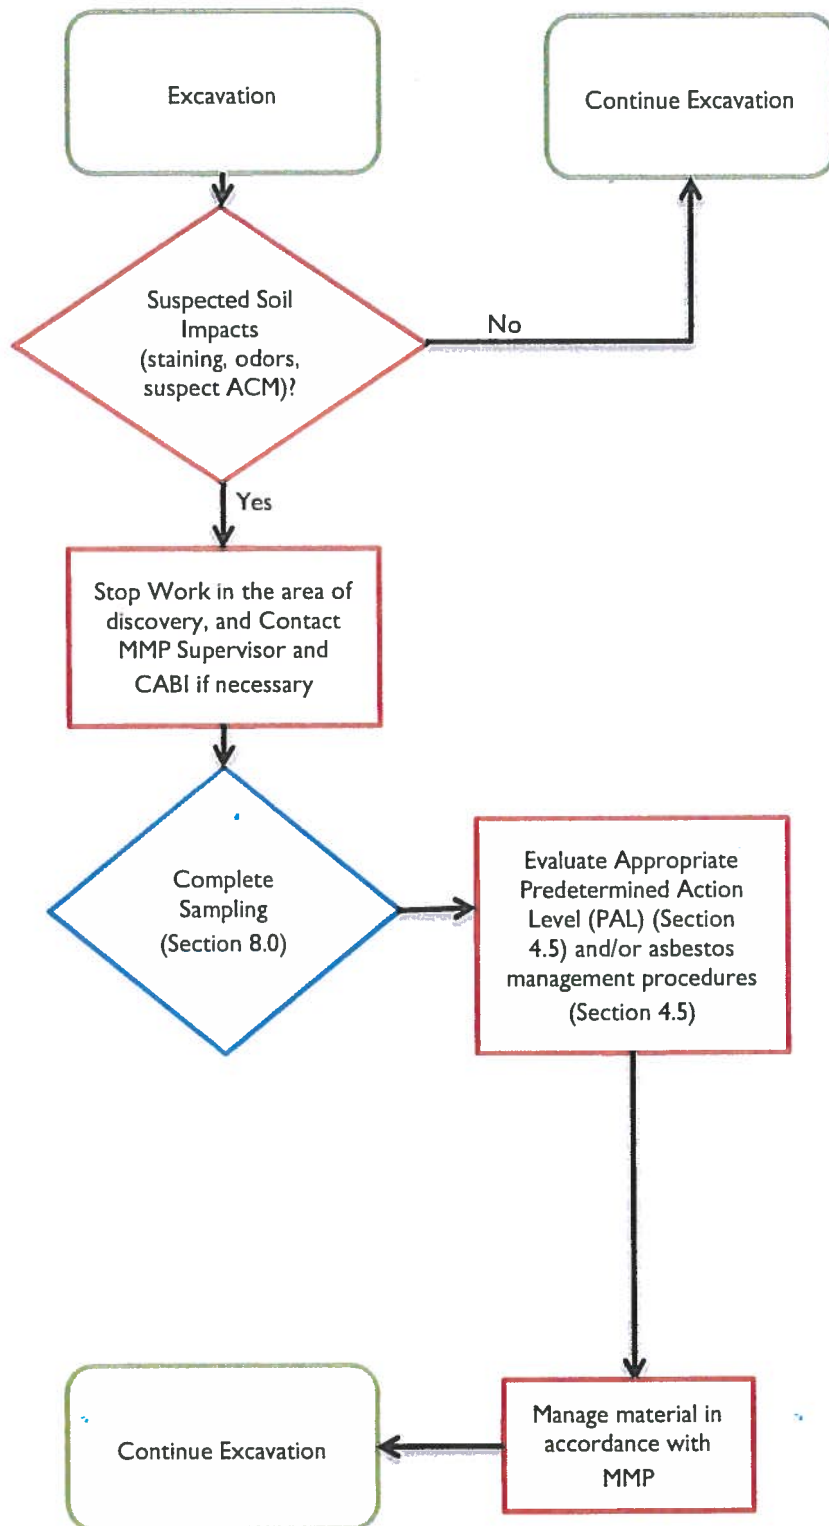 Excavation
Continue Excavation
Suspected Soil
Impacts
(staining, odors,
suspect ACM)?
No
Yes
Stop Work in the area of
discovery, and Contact
MMP Supervisor and
CABI if necessary
Complete
Sampling
(Section 8.0)
Evaluate Appropriate
Predetermined Action
Level (PAL) (Section
4.5) and/or asbestos
management procedures
(Section 4.5)
Manage material in
accordance with
MMP
Continue Excavation